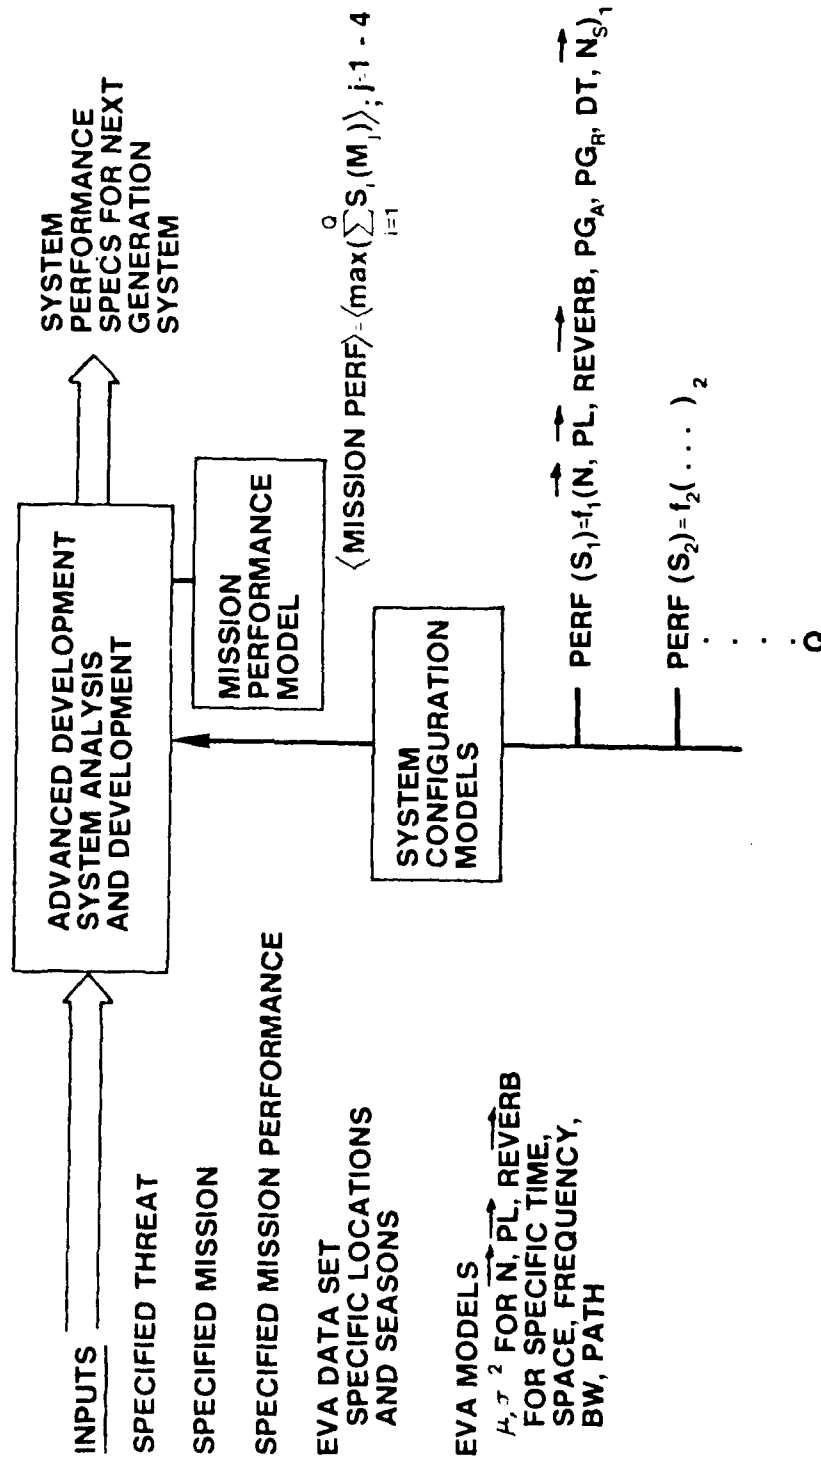 INPUTS
SPECIFIED THREAT
SPECIFIED MISSION
SPECIFIED MISSION PERFORMANCE
EVA DATA SET
SPECIFIC LOCATIONS
AND SEASONS
EVA MODELS
μ, σ² FOR N⃗, PL⃗, REVERB⃗
FOR SPECIFIC TIME,
SPACE, FREQUENCY,
BW, PATH
ADVANCED DEVELOPMENT
SYSTEM ANALYSIS
AND DEVELOPMENT
SYSTEM
PERFORMANCE
SPECS FOR NEXT
GENERATION
SYSTEM
MISSION
PERFORMANCE
MODEL
⟨MISSION PERF⟩=⟨max(∑_{i=1}^{Q} S_i(M_j))⟩; j=1 - 4
SYSTEM
CONFIGURATION
MODELS
PERF (S₁)=f₁(N⃗, PL⃗, REVERB⃗, PG_A, PG_R, DT, N⃗_S)₁
PERF (S₂)=f₂(. . . .)₂
. . . . Q